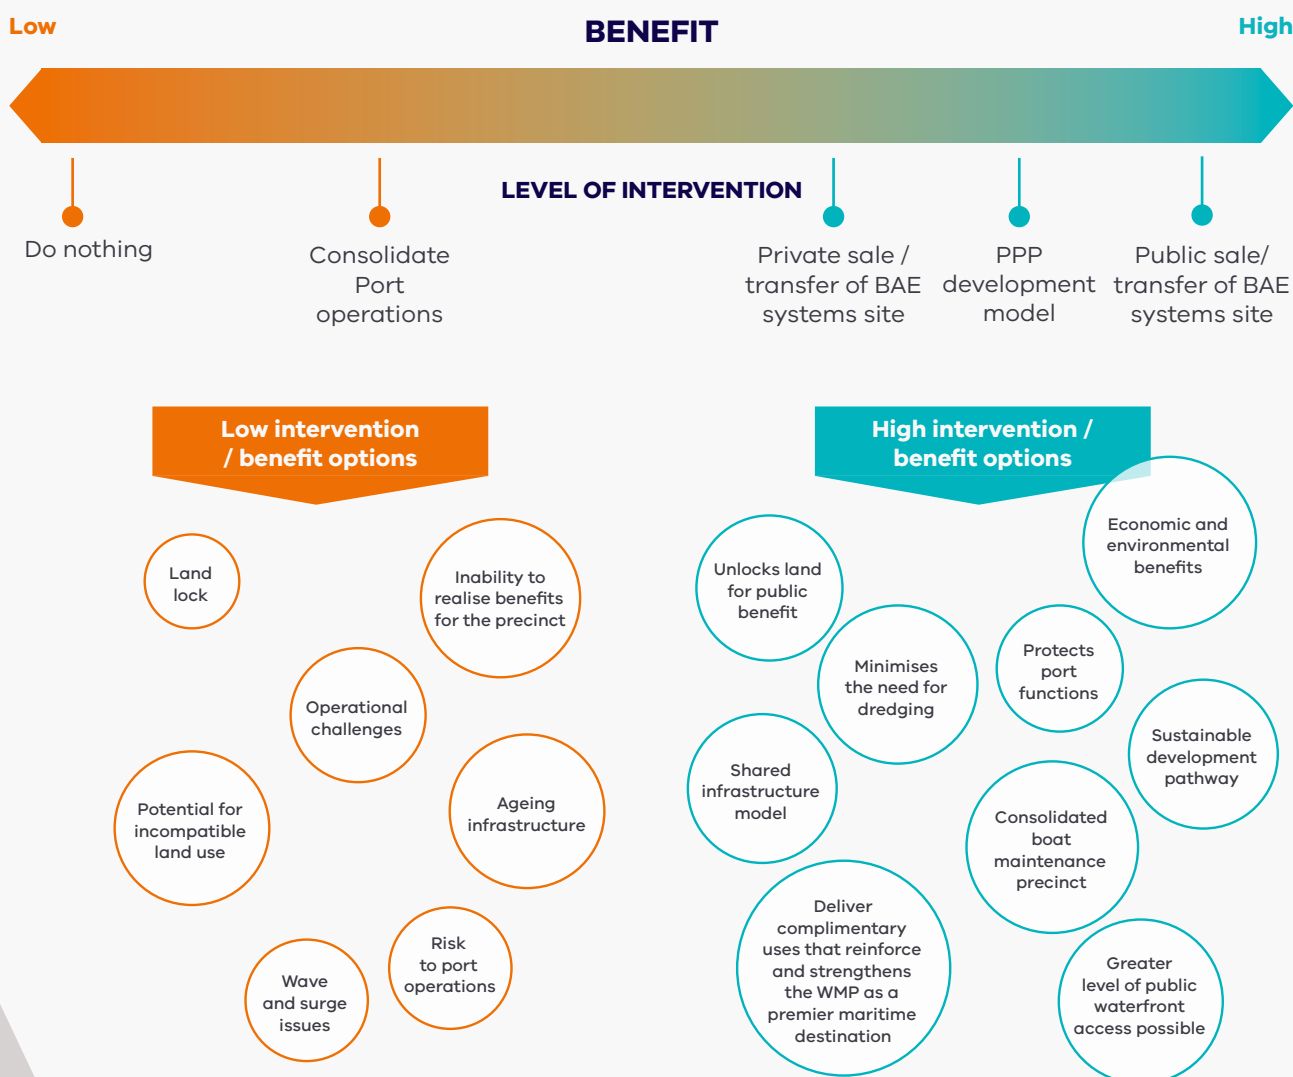 Low
BENEFIT
High
LEVEL OF INTERVENTION
Do nothing
Consolidate
Port
operations
Private sale /
transfer of BAE
systems site
PPP
development
model
Public sale/
transfer of BAE
systems site
Low intervention
/ benefit options
Land
lock
Inability to
realise benefits
for the precinct
Operational
challenges
Potential for
incompatible
land use
Ageing
infrastructure
Risk
to port
operations
Wave
and surge
issues
High intervention /
benefit options
Economic and
environmental
benefits
Unlocks land
for public
benefit
Minimises
the need for
dredging
Protects
port
functions
Sustainable
development
pathway
Shared
infrastructure
model
Consolidated
boat
maintenance
precinct
Deliver
complimentary
uses that reinforce
and strengthens
the WMP as a
premier maritime
destination
Greater
level of public
waterfront
access possible